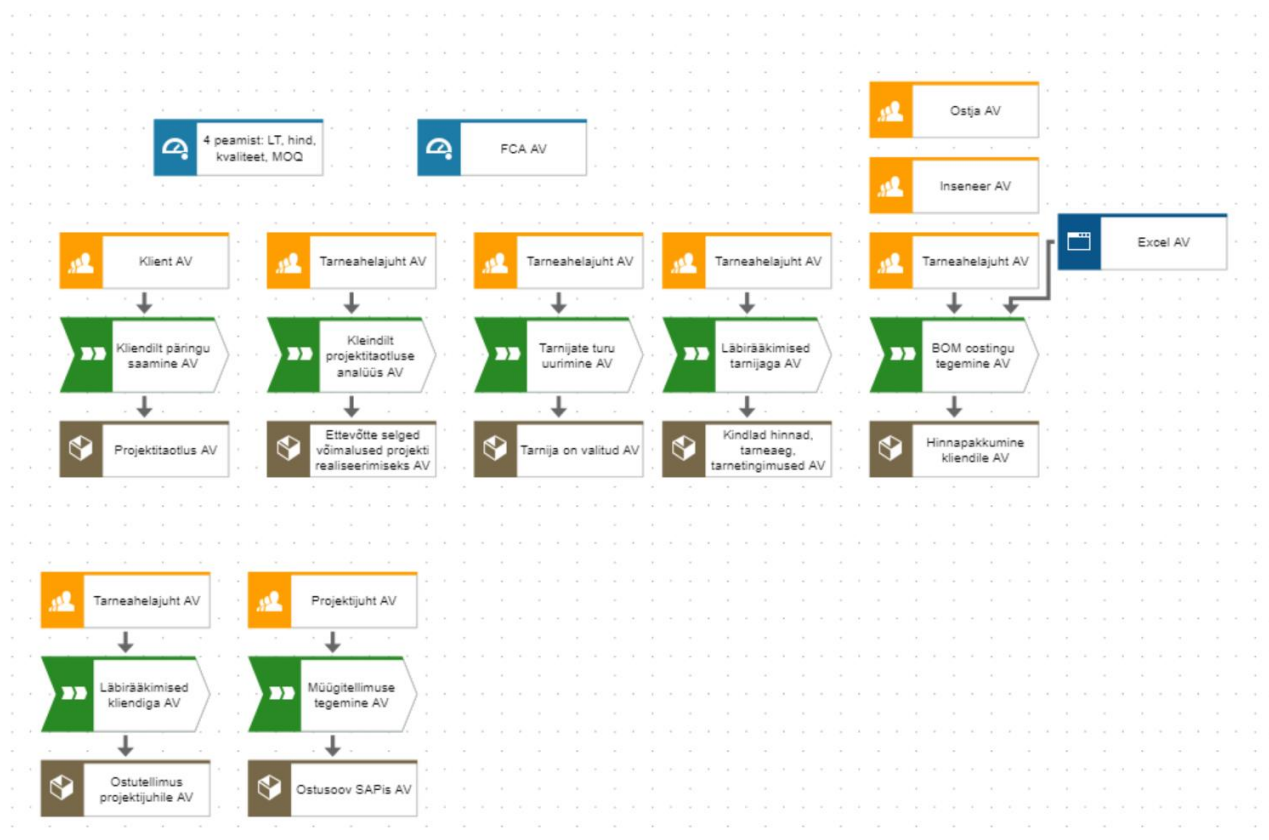 Ostja AV
4 peamist: LT, hind,
kvaliteet, MOQ
FCA AV
Inseneer AV
Excel AV
Klient AV
Tarneahelajuht AV
Tarneahelajuht AV
Tarneahelajuht AV
Tarneahelajuht AV
Kliendilt päringu
saamine AV
Kleindilt
projektitaotluse
analüüs AV
Tarnijate turu
uurimine AV
Läbirääkimised
tarnijaga AV
BOM costingu
tegemine AV
Projektitaotlus AV
Ettevõtte selged
võimalused projekti
realiseerimiseks AV
Tarnija on valitud AV
Kindlad hinnad,
tarneaeg,
tarnetingimused AV
Hinnapakkumine
kliendile AV
Tarneahelajuht AV
Projektijuht AV
Läbirääkimised
kliendiga AV
Müügitellimuse
tegemine AV
Ostutellimus
projektijuhile AV
Ostusoov SAPis AV